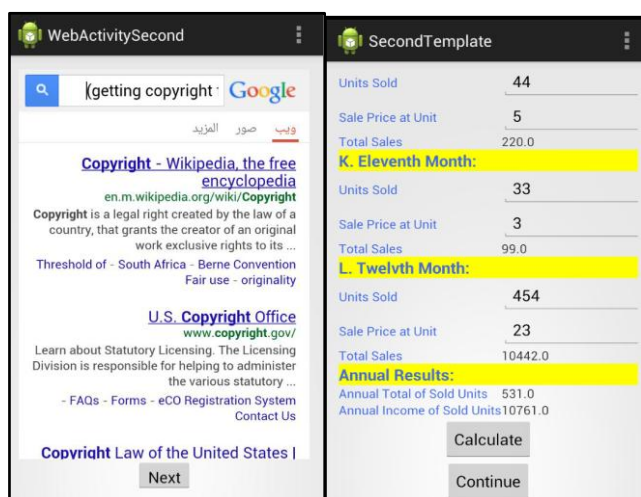 WebActivitySecond
(getting copyright
Google
ويب صور المزيد
Copyright - Wikipedia, the free
encyclopedia
en.m.wikipedia.org/wiki/Copyright
Copyright is a legal right created by the law of a
country, that grants the creator of an original
work exclusive rights to its ...
Threshold of - South Africa - Berne Convention
Fair use - originality
U.S. Copyright Office
www.copyright.gov/
Learn about Statutory Licensing. The Licensing
Division is responsible for helping to administer
the various statutory ...
- FAQs - Forms - eCO Registration System
Contact Us
Copyright Law of the United States |
Next
SecondTemplate
Units Sold 44
Sale Price at Unit 5
Total Sales 220.0
K. Eleventh Month:
Units Sold 33
Sale Price at Unit 3
Total Sales 99.0
L. Twelvth Month:
Units Sold 454
Sale Price at Unit 23
Total Sales 10442.0
Annual Results:
Annual Total of Sold Units 531.0
Annual Income of Sold Units 10761.0
Calculate
Continue